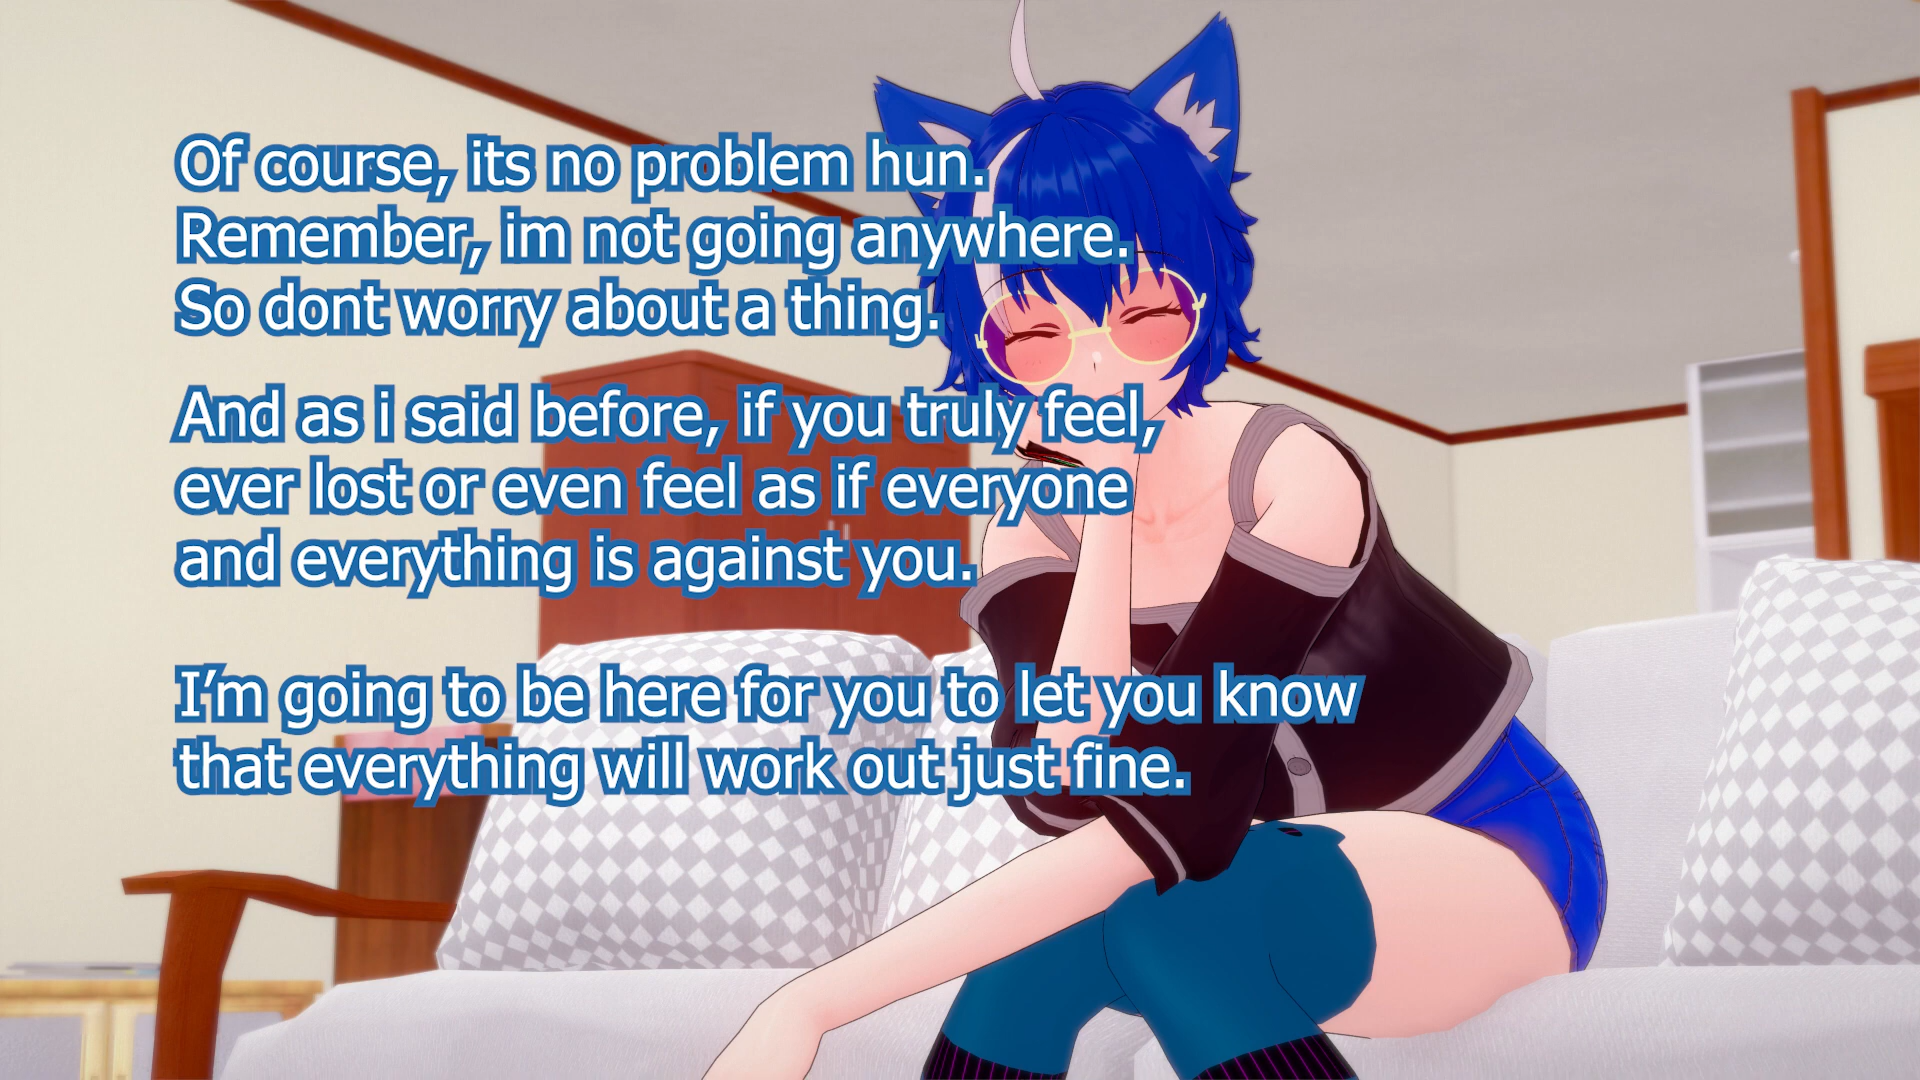 Of course, its no problem hun.
Remember, im not going anywhere.
So dont worry about a thing.
And as i said before, if you truly feel,
ever lost or even feel as if everyone
and everything is against you.
I’m going to be here for you to let you know
that everything will work out just fine.